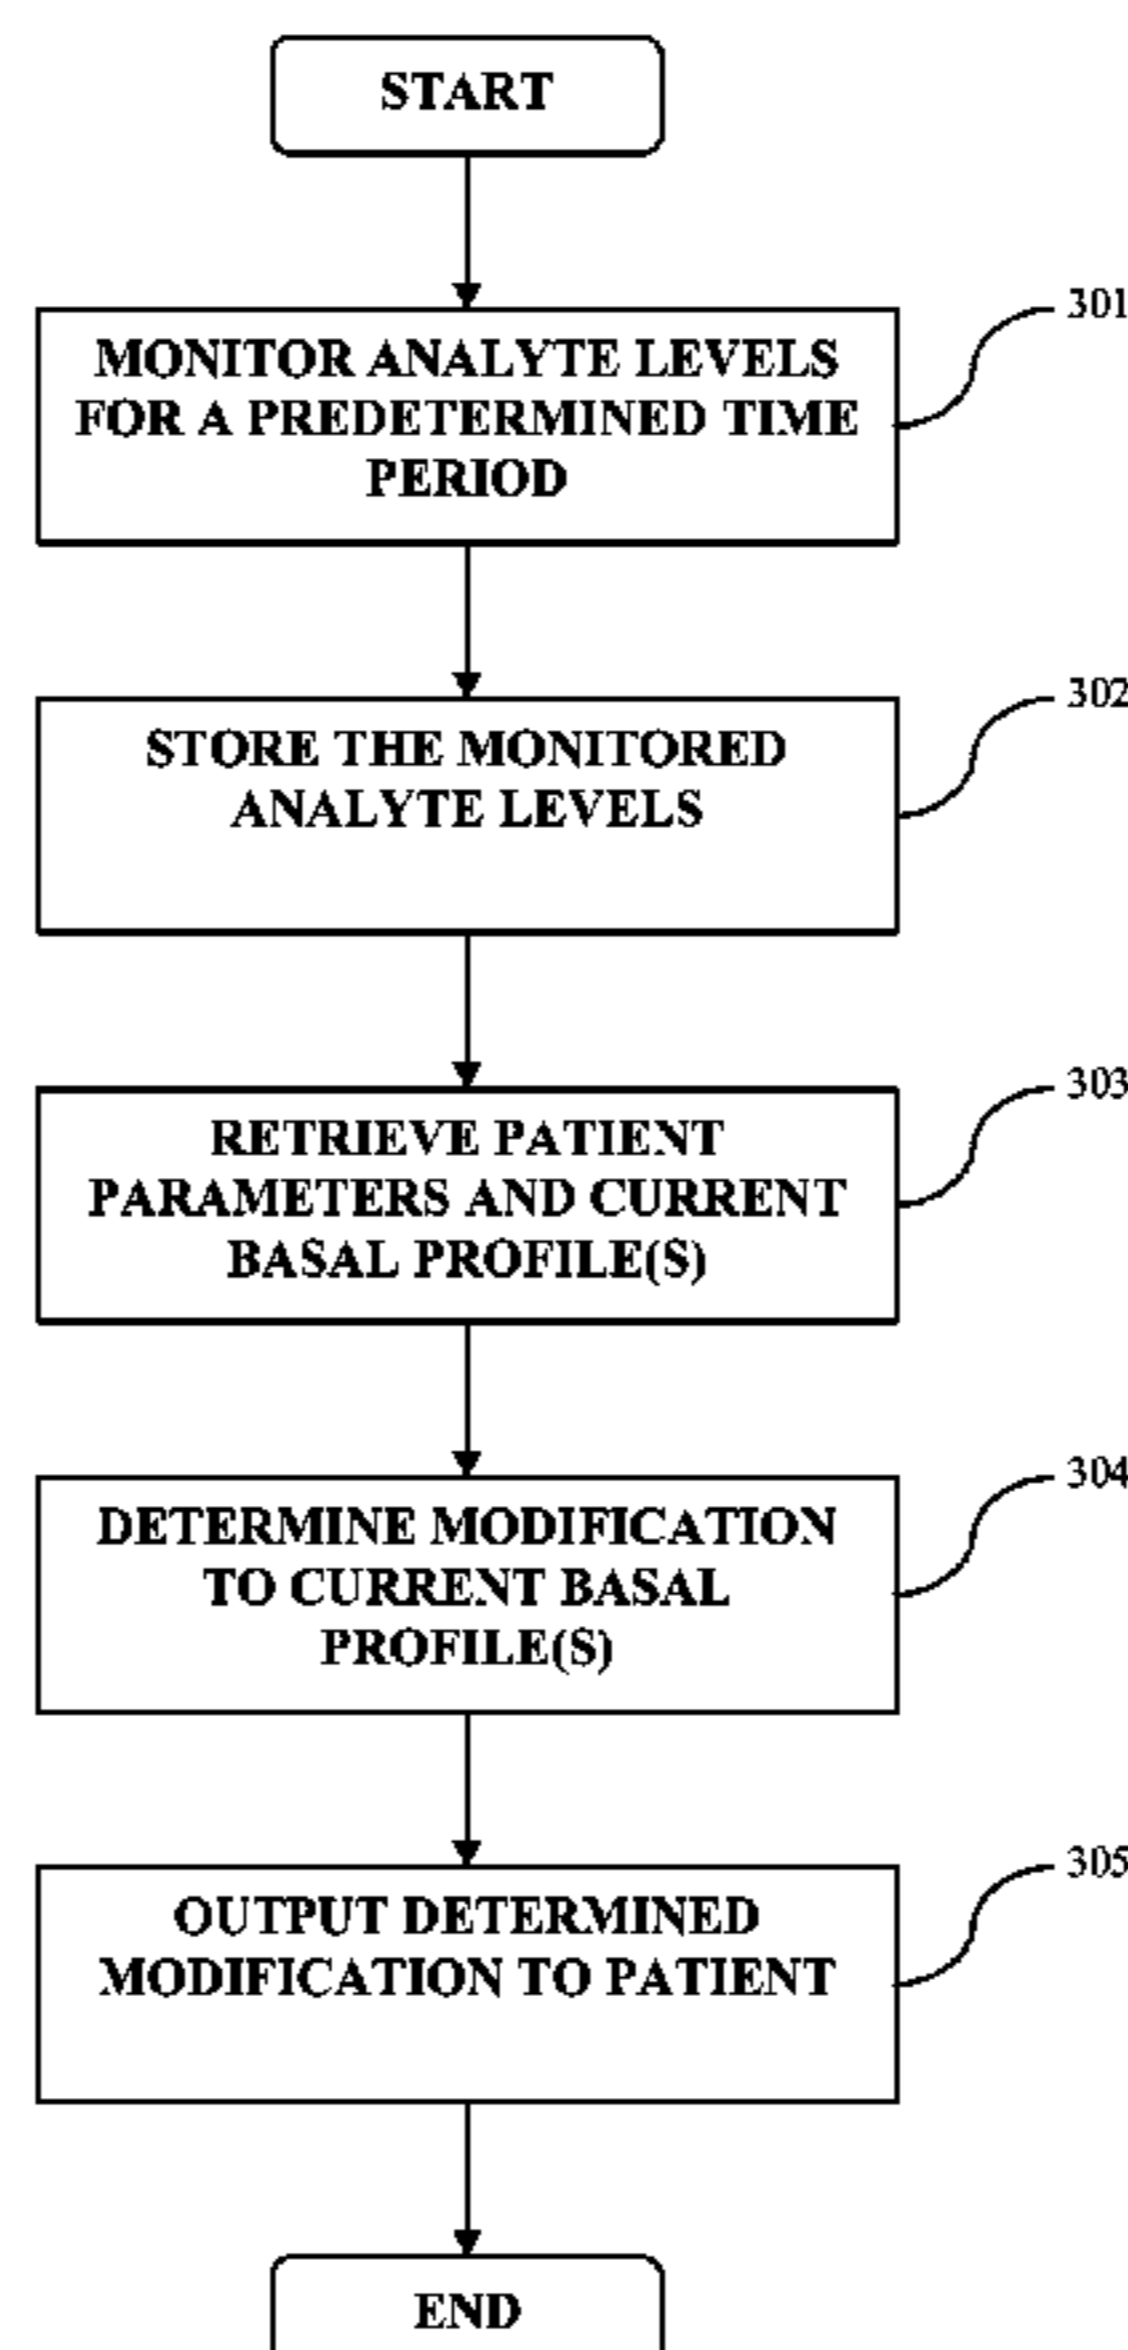 START
301
MONITOR ANALYTE LEVELS
FOR A PREDETERMINED TIME
PERIOD
302
STORE THE MONITORED
ANALYTE LEVELS
303
RETRIEVE PATIENT
PARAMETERS AND CURRENT
BASAL PROFILE(S)
304
DETERMINE MODIFICATION
TO CURRENT BASAL
PROFILE(S)
305
OUTPUT DETERMINED
MODIFICATION TO PATIENT
END